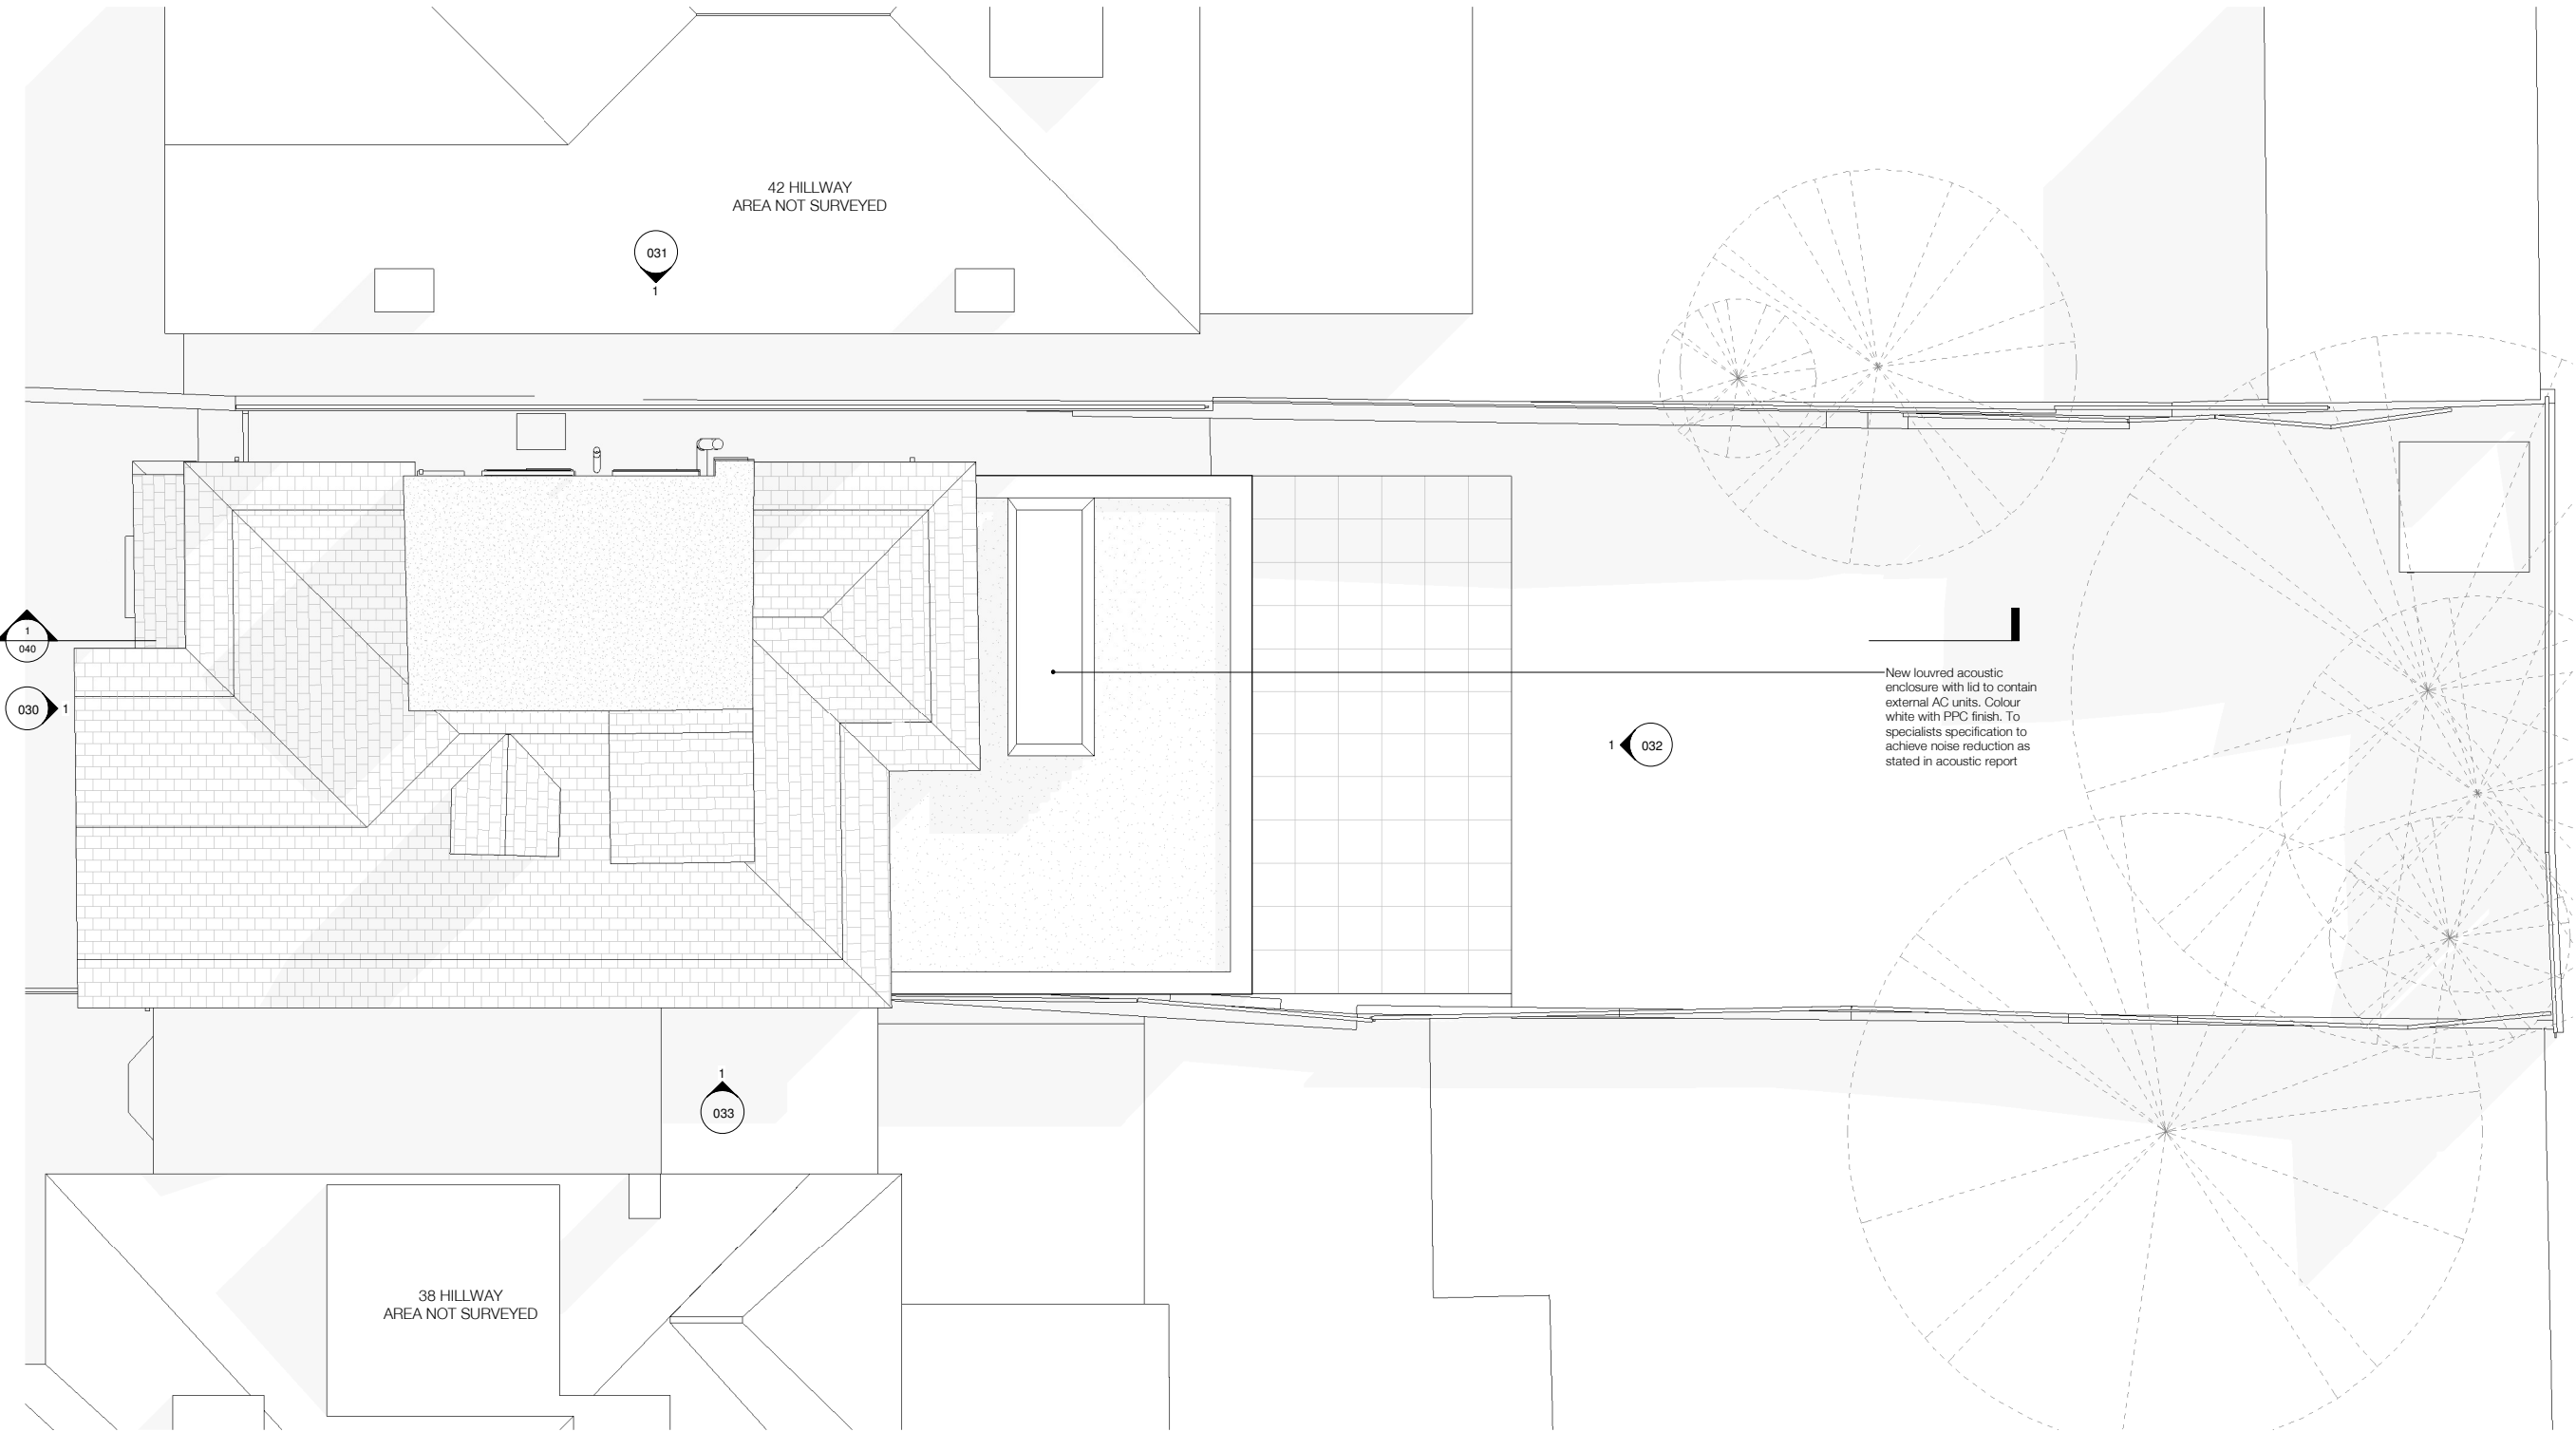 42 HILLWAY
AREA NOT SURVEYED
031
1
1
040
030
1
New louvred acoustic
enclosure with lid to contain
external AC units. Colour
white with PPC finish. To
specialists specification to
achieve noise reduction as
stated in acoustic report
1
032
1
033
38 HILLWAY
AREA NOT SURVEYED